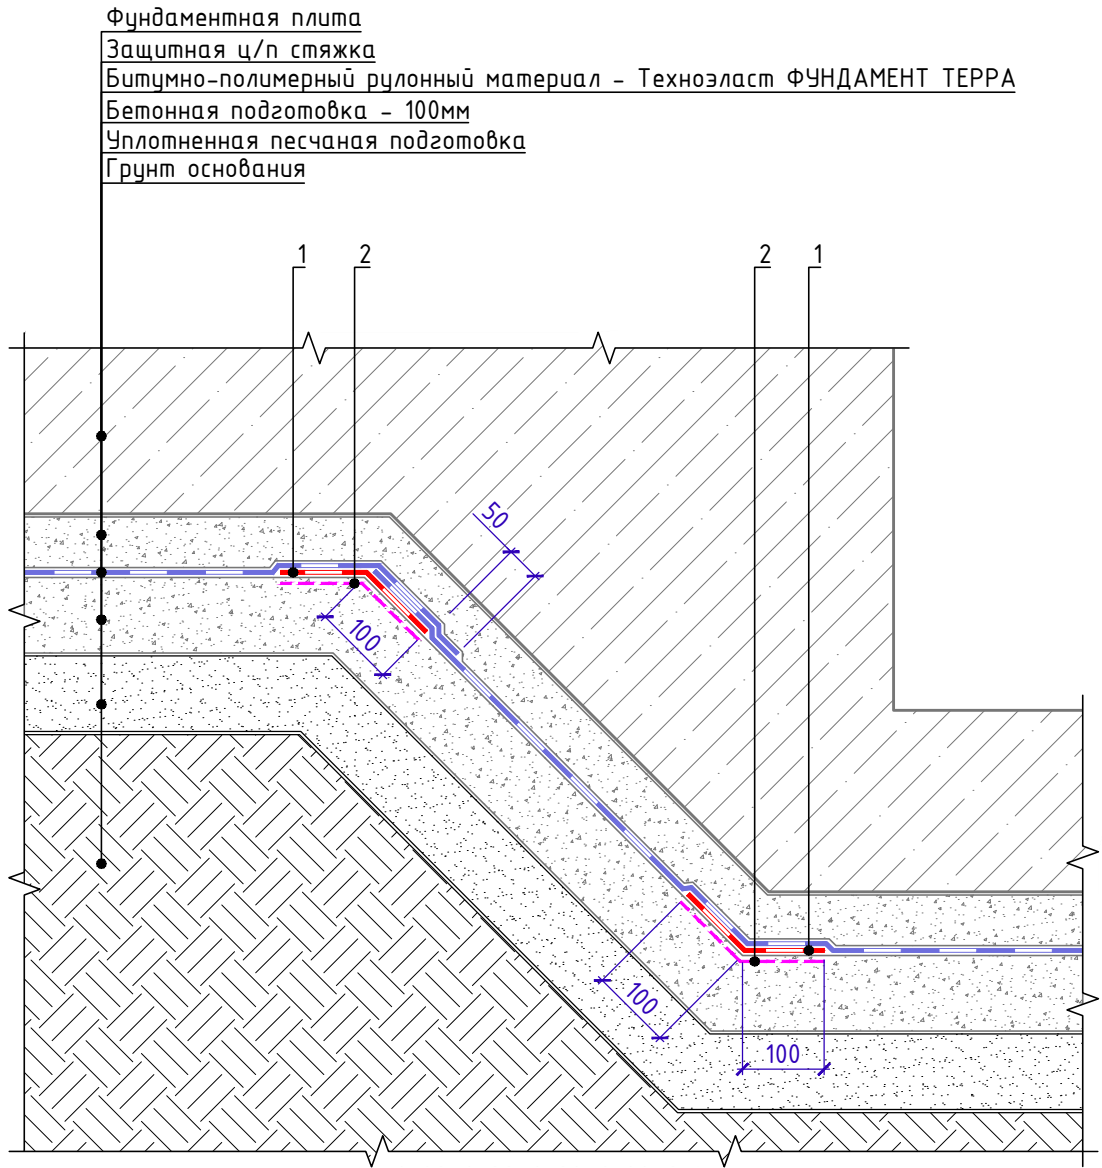 Фундаментная плита
Защитная ц/п стяжка
Битумно-полимерный рулонный материал - Техноэласт ФУНДАМЕНТ ТЕРРА
Бетонная подготовка - 100мм
Уплотненная песчаная подготовка
Грунт основания
1 2 2 1
50
100
100
100